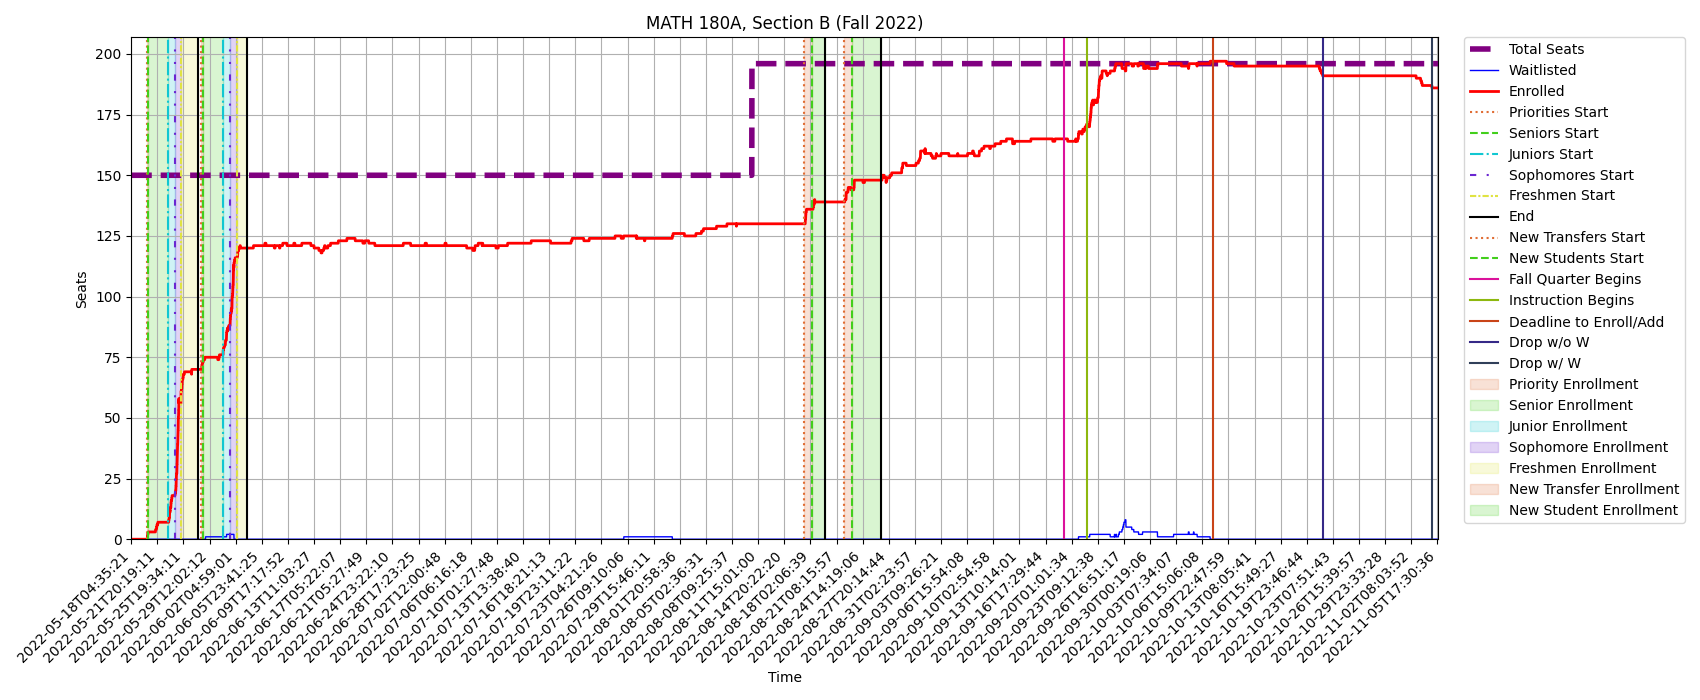 MATH 180A, Section B (Fall 2022)
Seats
200
175
150
125
100
75
50
25
0
2022-05-18T04:35:21
2022-05-21T20:19:11
2022-05-25T19:34:11
2022-05-29T12:02:12
2022-06-02T04:59:01
2022-06-05T23:41:25
2022-06-09T17:17:52
2022-06-13T11:03:27
2022-06-17T05:22:07
2022-06-21T05:27:49
2022-06-24T23:22:10
2022-06-28T17:23:25
2022-07-02T12:00:48
2022-07-06T06:16:18
2022-07-10T01:27:48
2022-07-13T13:38:40
2022-07-16T18:21:13
2022-07-19T23:11:22
2022-07-23T04:21:26
2022-07-26T09:10:06
2022-07-29T15:46:11
2022-08-01T20:58:36
2022-08-05T02:36:31
2022-08-08T09:25:37
2022-08-11T15:01:00
2022-08-14T20:22:20
2022-08-18T02:06:39
2022-08-21T08:15:57
2022-08-24T14:19:06
2022-08-27T20:14:44
2022-08-31T02:23:57
2022-09-03T09:26:21
2022-09-06T15:54:08
2022-09-10T02:54:58
2022-09-13T10:14:01
2022-09-16T17:29:44
2022-09-20T01:01:34
2022-09-23T09:12:38
2022-09-26T16:51:17
2022-09-30T00:19:06
2022-10-03T07:34:07
2022-10-06T15:06:08
2022-10-09T22:47:59
2022-10-13T08:05:41
2022-10-16T15:49:27
2022-10-19T23:46:44
2022-10-23T07:51:43
2022-10-26T15:39:57
2022-10-29T23:33:28
2022-11-02T08:03:52
2022-11-05T17:30:36
Time
Total Seats
Waitlisted
Enrolled
Priorities Start
Seniors Start
Juniors Start
Sophomores Start
Freshmen Start
End
New Transfers Start
New Students Start
Fall Quarter Begins
Instruction Begins
Deadline to Enroll/Add
Drop w/o W
Drop w/ W
Priority Enrollment
Senior Enrollment
Junior Enrollment
Sophomore Enrollment
Freshmen Enrollment
New Transfer Enrollment
New Student Enrollment